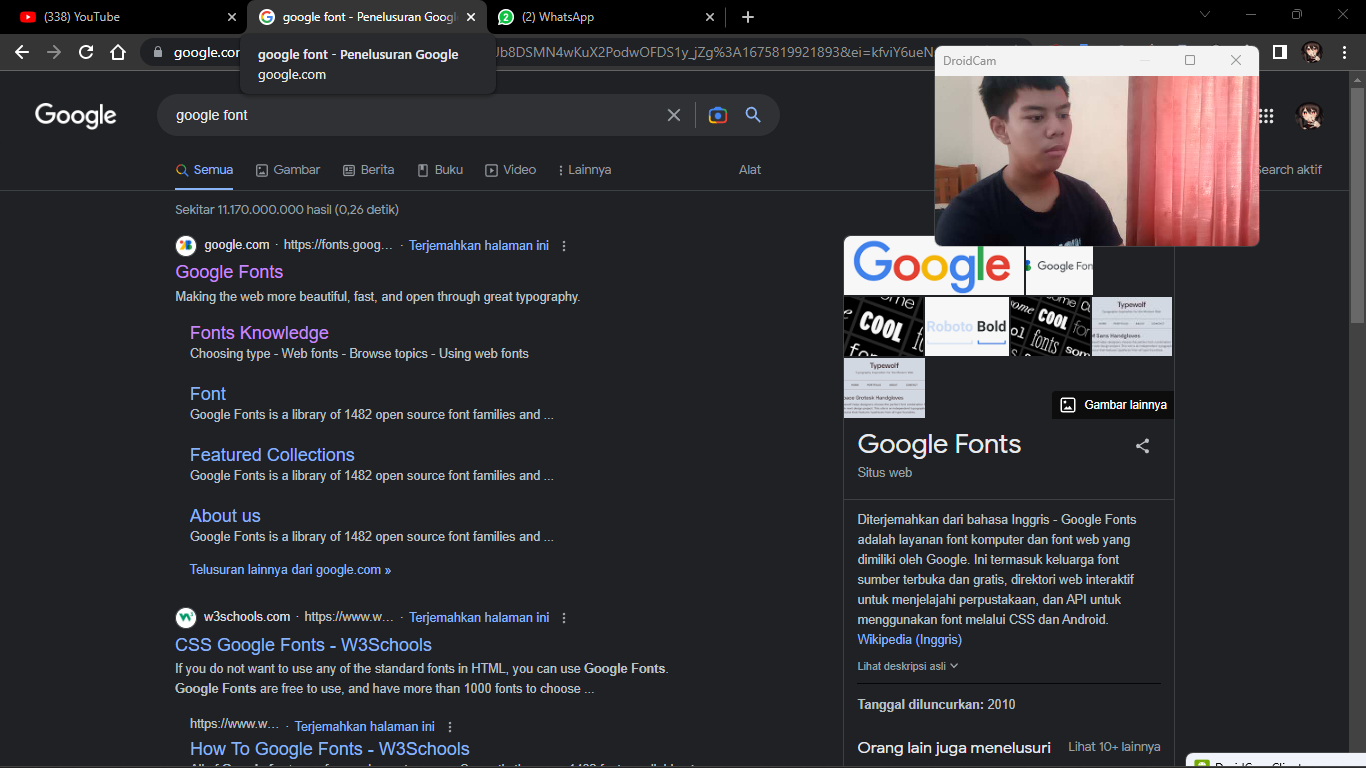 (338) YouTube
google font - Penelusuran Googl
(2) WhatsApp
google.com
Jb8DSMN4wKuX2PodwOFDS1y_jZg%3A1675819921893&ei=kfviY6ueN
google font - Penelusuran Google
google.com
DroidCam
Google
google font
Semua
Gambar
Berita
Buku
Video
Lainnya
Alat
Search aktif
Sekitar 11.170.000.000 hasil (0,26 detik)
google.com · https://fonts.goog... · Terjemahkan halaman ini
Google Fonts
Making the web more beautiful, fast, and open through great typography.
Fonts Knowledge
Choosing type - Web fonts - Browse topics - Using web fonts
Font
Google Fonts is a library of 1482 open source font families and ...
Featured Collections
Google Fonts is a library of 1482 open source font families and ...
About us
Google Fonts is a library of 1482 open source font families and ...
Telusuran lainnya dari google.com »
w3schools.com · https://www.w... · Terjemahkan halaman ini
CSS Google Fonts - W3Schools
If you do not want to use any of the standard fonts in HTML, you can use Google Fonts.
Google Fonts are free to use, and have more than 1000 fonts to choose ...
https://www.w... · Terjemahkan halaman ini
How To Google Fonts - W3Schools
Google
Google Fon
some
COOL
fonts
Roboto Bold
some
COOL
fonts
Typewolf
Typewolf
Gambar lainnya
Google Fonts
Situs web
Diterjemahkan dari bahasa Inggris - Google Fonts
adalah layanan font komputer dan font web yang
dimiliki oleh Google. Ini termasuk keluarga font
sumber terbuka dan gratis, direktori web interaktif
untuk menjelajahi perpustakaan, dan API untuk
menggunakan font melalui CSS dan Android.
Wikipedia (Inggris)
Lihat deskripsi asli
Tanggal diluncurkan: 2010
Orang lain juga menelusuri
Lihat 10+ lainnya